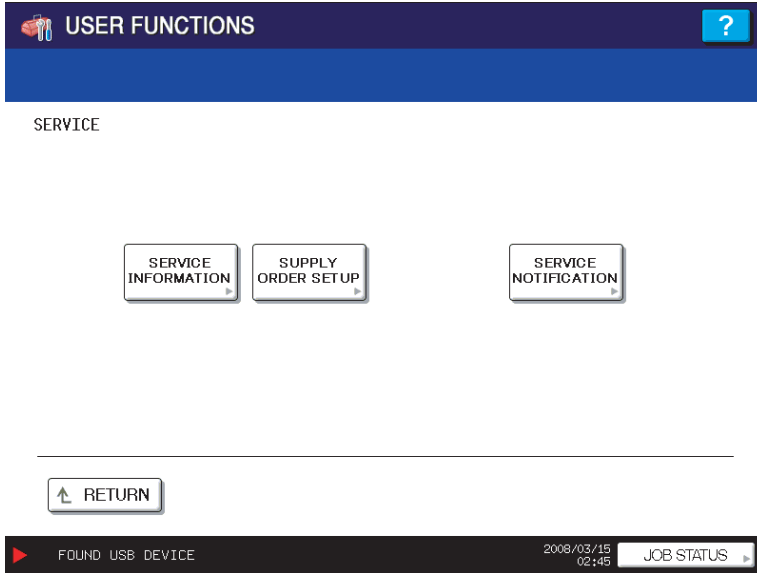 USER FUNCTIONS
?
SERVICE
SERVICE
INFORMATION
SUPPLY
ORDER SETUP
SERVICE
NOTIFICATION
RETURN
FOUND USB DEVICE
2008/03/15
02:45
JOB STATUS